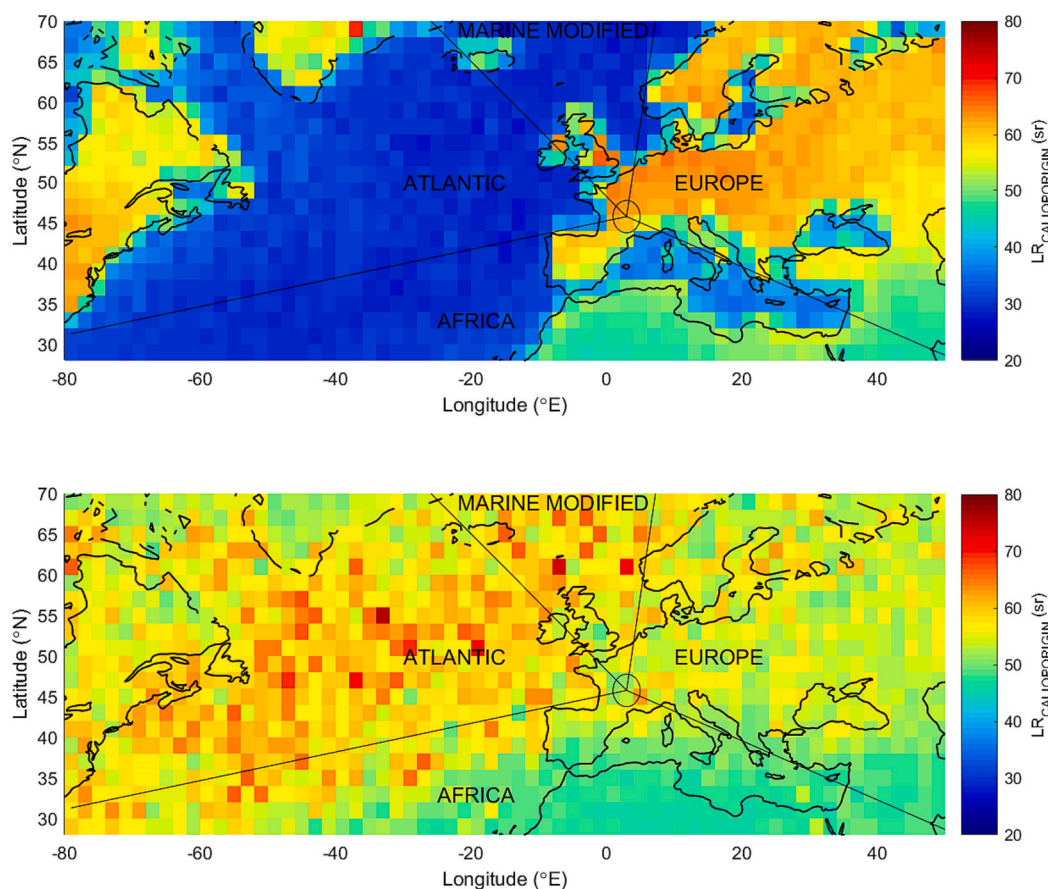 70
65
60
55
50
45
40
35
30
Latitude (°N)
MARINE MODIFIED
ATLANTIC
EUROPE
AFRICA
-80 -60 -40 -20 0 20 40
Longitude (°E)
80
70
60
50
40
30
20
LR_CALIOPORIGIN (sr)
70
65
60
55
50
45
40
35
30
Latitude (°N)
MARINE MODIFIED
ATLANTIC
EUROPE
AFRICA
-80 -60 -40 -20 0 20 40
Longitude (°E)
80
70
60
50
40
30
20
LR_CALIOPORIGIN (sr)